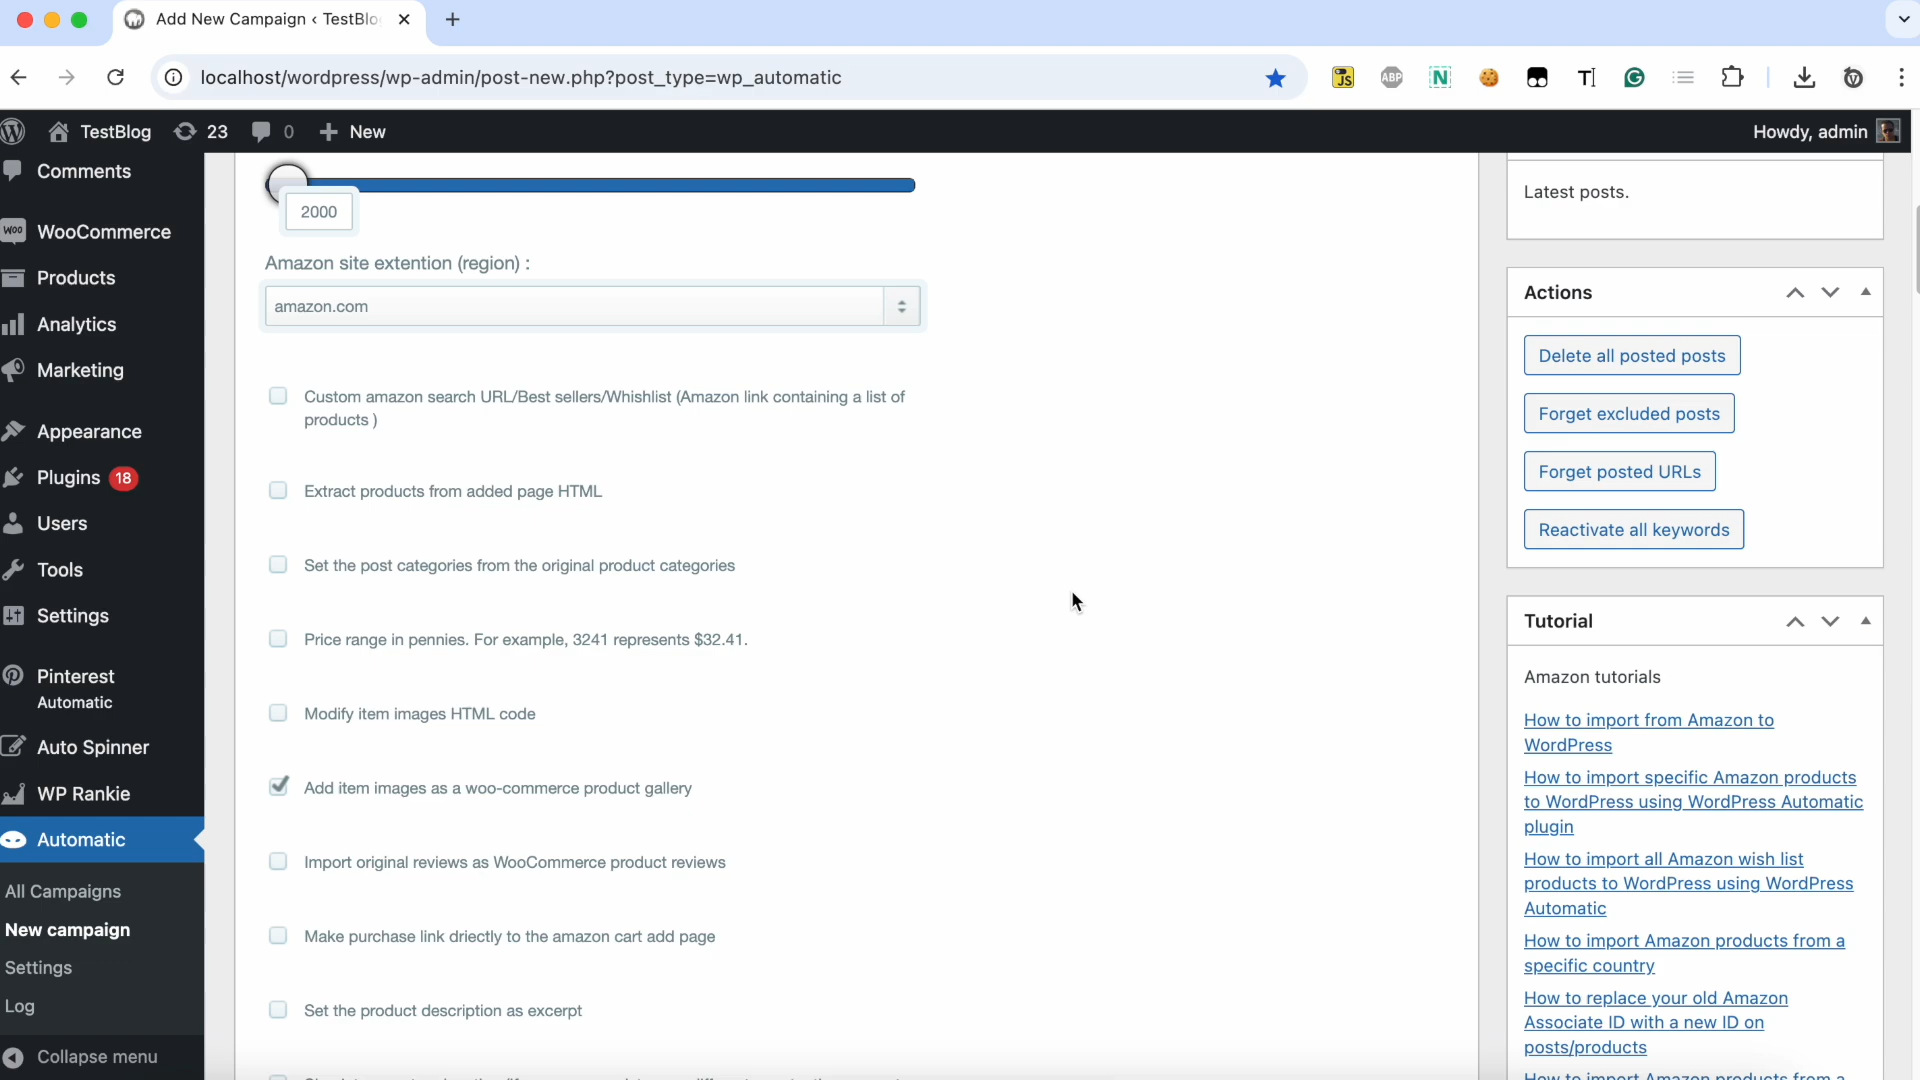 Add New Campaign ‹ TestBlo
localhost/wordpress/wp-admin/post-new.php?post_type=wp_automatic
JS
ABP
N
T
G
TestBlog
23
0
New
Howdy, admin
Comments
WooCommerce
Products
Analytics
Marketing
Appearance
Plugins 18
Users
Tools
Settings
Pinterest
Automatic
Auto Spinner
WP Rankie
Automatic
All Campaigns
New campaign
Settings
Log
Collapse menu
2000
Amazon site extention (region) :
amazon.com
Custom amazon search URL/Best sellers/Whishlist (Amazon link containing a list of
products )
Extract products from added page HTML
Set the post categories from the original product categories
Price range in pennies. For example, 3241 represents $32.41.
Modify item images HTML code
Add item images as a woo-commerce product gallery
Import original reviews as WooCommerce product reviews
Make purchase link driectly to the amazon cart add page
Set the product description as excerpt
Latest posts.
Actions
Delete all posted posts
Forget excluded posts
Forget posted URLs
Reactivate all keywords
Tutorial
Amazon tutorials
How to import from Amazon to
WordPress
How to import specific Amazon products
to WordPress using WordPress Automatic
plugin
How to import all Amazon wish list
products to WordPress using WordPress
Automatic
How to import Amazon products from a
specific country
How to replace your old Amazon
Associate ID with a new ID on
posts/products
How to import Amazon products from a